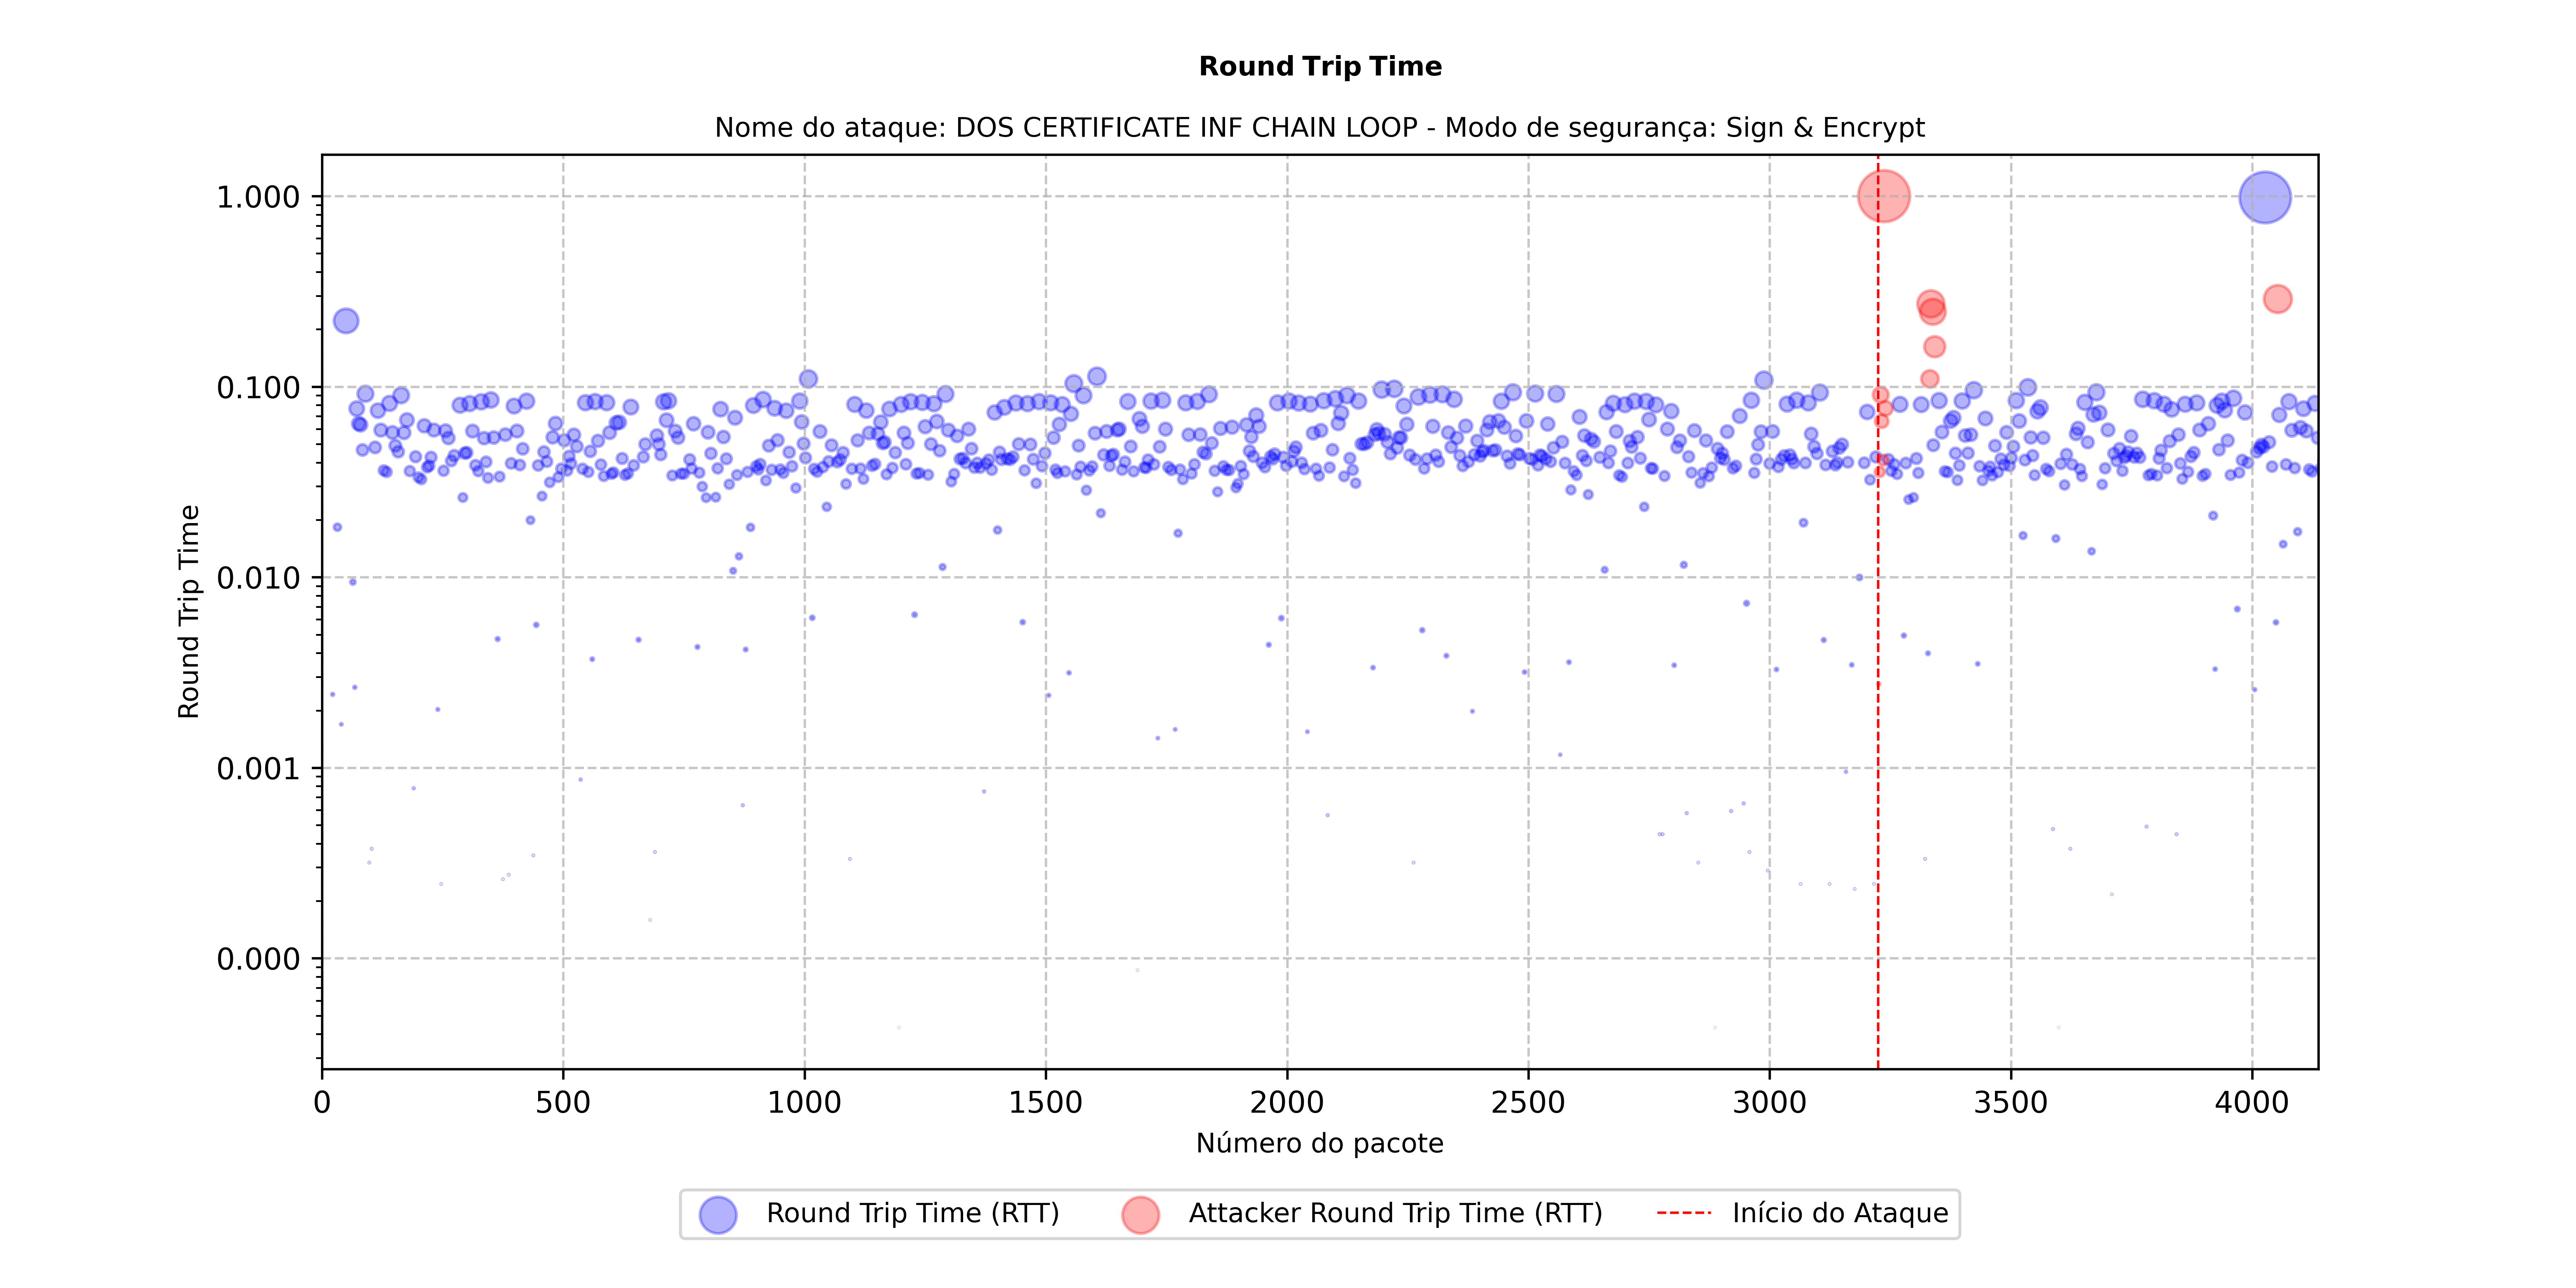 Round Trip Time
Nome do ataque: DOS CERTIFICATE INF CHAIN LOOP - Modo de segurança: Sign & Encrypt
Round Trip Time
1.000
0.100
0.010
0.001
0.000
0 500 1000 1500 2000 2500 3000 3500 4000
Número do pacote
Round Trip Time (RTT) Attacker Round Trip Time (RTT) Início do Ataque